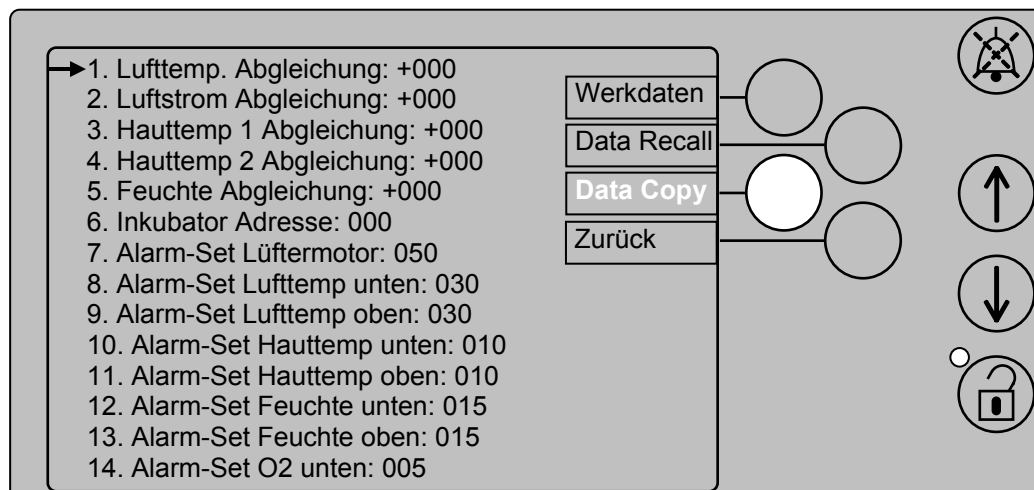 1. Lufttemp. Abgleichung: +000
2. Luftstrom Abgleichung: +000
3. Hauttemp 1 Abgleichung: +000
4. Hauttemp 2 Abgleichung: +000
5. Feuchte Abgleichung: +000
6. Inkubator Adresse: 000
7. Alarm-Set Lüftermotor: 050
8. Alarm-Set Lufttemp unten: 030
9. Alarm-Set Lufttemp oben: 030
10. Alarm-Set Hauttemp unten: 010
11. Alarm-Set Hauttemp oben: 010
12. Alarm-Set Feuchte unten: 015
13. Alarm-Set Feuchte oben: 015
14. Alarm-Set O2 unten: 005
Werkdaten
Data Recall
Data Copy
Zurück